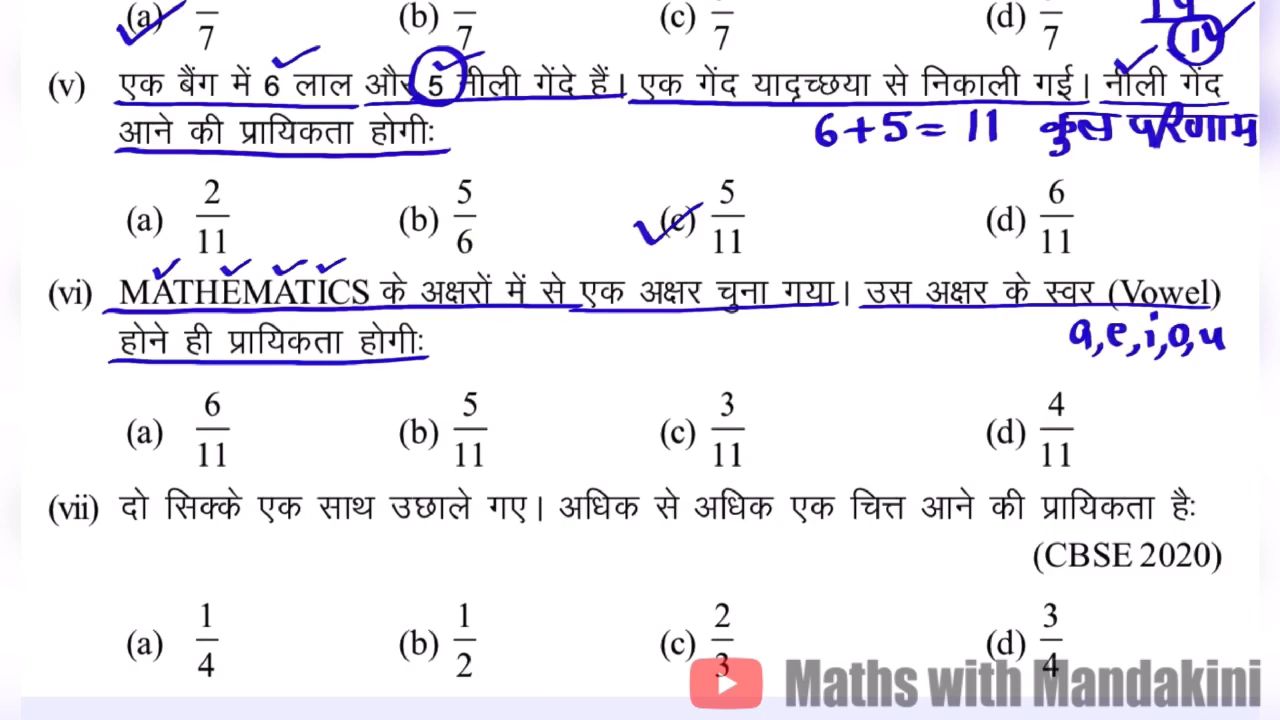 (a) 7 (b) 7 (c) 7 (d) 7 14
(v) एक बैंग में 6 लाल और 5 नीली गेंदे हैं। एक गेंद यादृच्छया से निकाली गई। नीली गेंद
आने की प्रायिकता होगीः 6+5= 11 कुल परिणाम
(a) 2/11 (b) 5/6 (c) 5/11 (d) 6/11
(vi) MATHEMATICS के अक्षरों में से एक अक्षर चुना गया। उस अक्षर के स्वर (Vowel)
होने ही प्रायिकता होगीः a,e,i,o,u
(a) 6/11 (b) 5/11 (c) 3/11 (d) 4/11
(vii) दो सिक्के एक साथ उछाले गए। अधिक से अधिक एक चित्त आने की प्रायिकता हैः
(CBSE 2020)
(a) 1/4 (b) 1/2 (c) 2/3 (d) 3/4
Maths with Mandakini